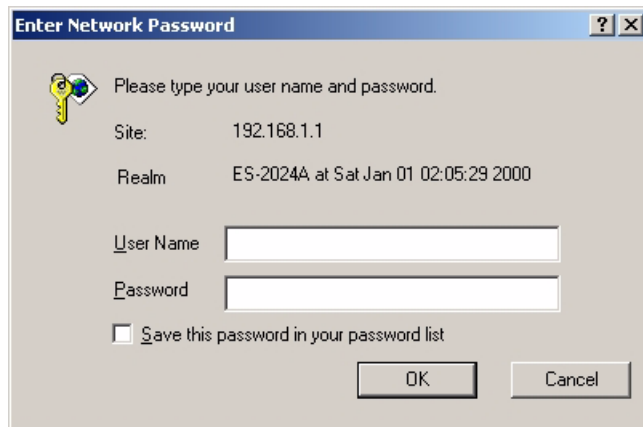 Enter Network Password
Please type your user name and password.
Site: 192.168.1.1
Realm ES-2024A at Sat Jan 01 02:05:29 2000
User Name
Password
Save this password in your password list
OK Cancel